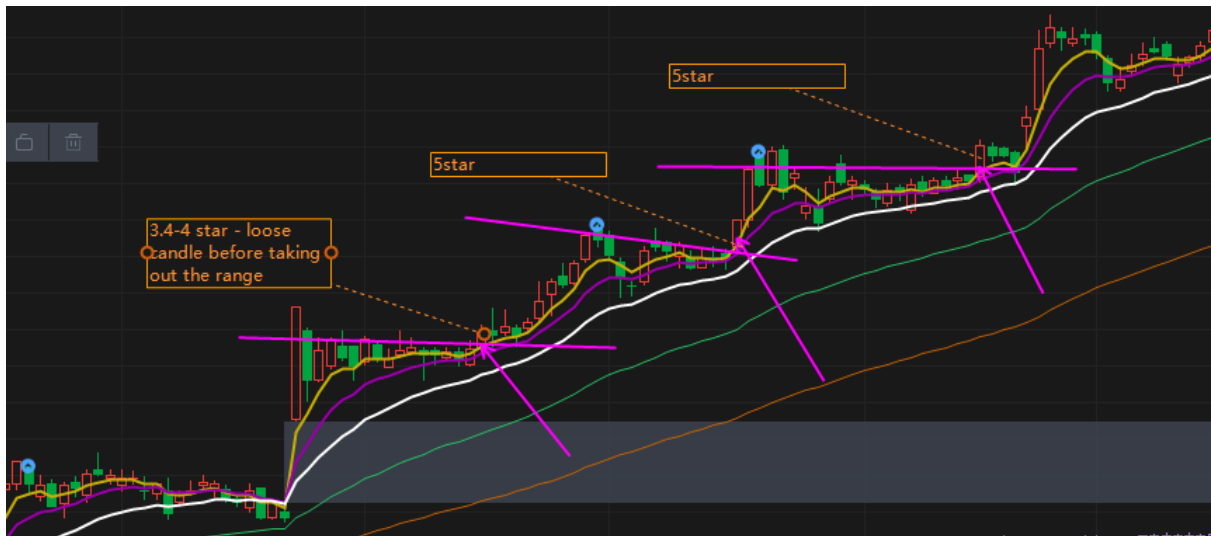 5star
5star
3.4-4 star - loose
candle before taking
out the range